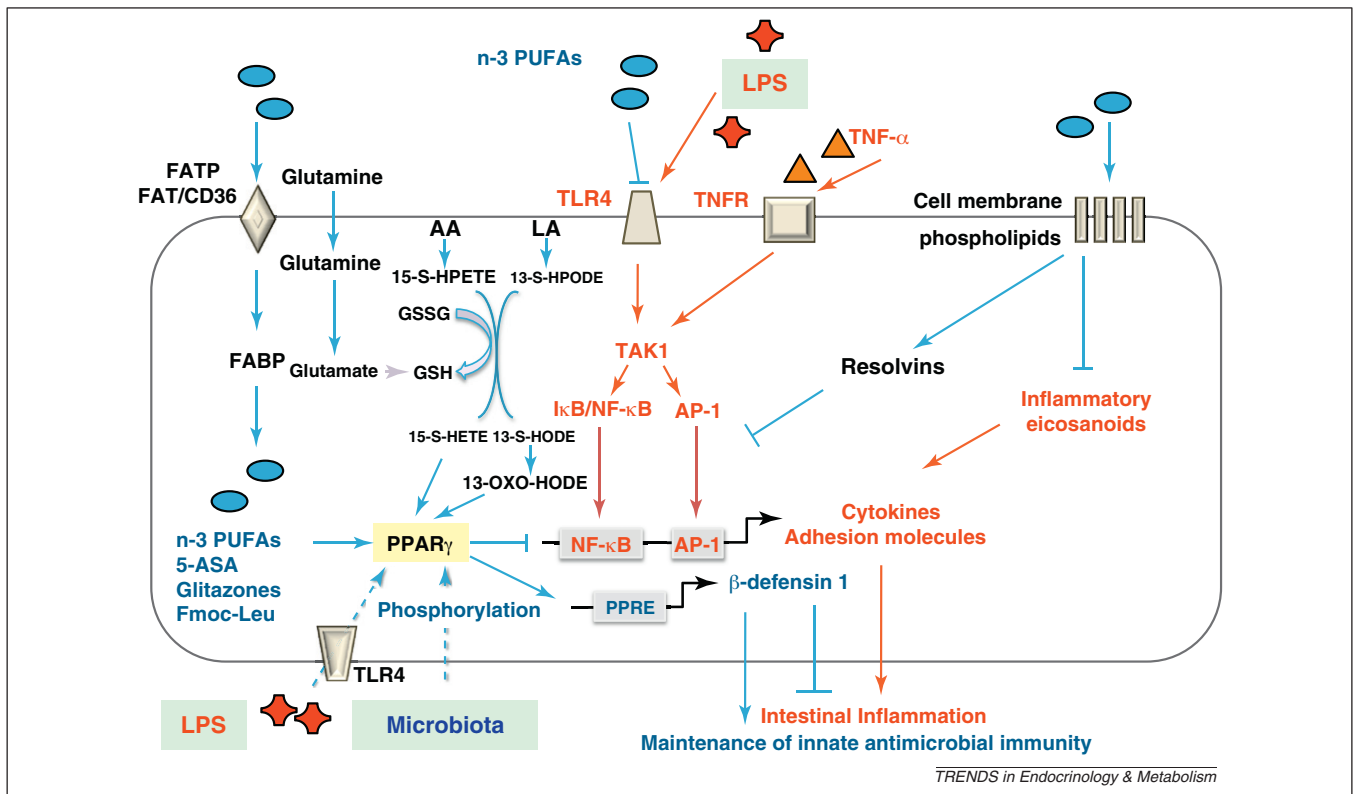 n-3 PUFAs
LPS
TNF-α
FATP
FAT/CD36
Glutamine
TLR4
TNFR
Cell membrane
phospholipids
AA
LA
Glutamine
15-S-HPETE
13-S-HPODE
GSSG
TAK1
FABP
Glutamate
GSH
Resolvins
IκB/NF-κB
AP-1
Inflammatory
eicosanoids
15-S-HETE
13-S-HODE
13-OXO-HODE
n-3 PUFAs
5-ASA
Glitazones
Fmoc-Leu
PPARγ
NF-κB
AP-1
Cytokines
Adhesion molecules
Phosphorylation
PPRE
β-defensin 1
TLR4
LPS
Microbiota
Intestinal Inflammation
Maintenance of innate antimicrobial immunity
TRENDS in Endocrinology & Metabolism